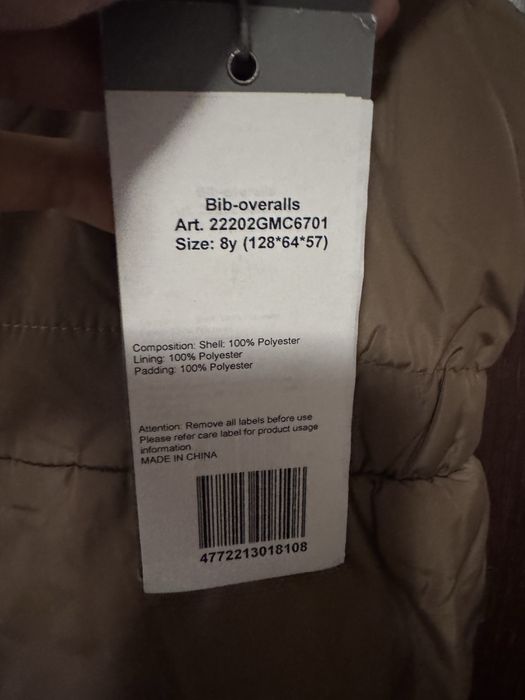 Bib-overalls
Art. 22202GMC6701
Size: 8y (128*64*57)
Composition: Shell: 100% Polyester
Lining: 100% Polyester
Padding: 100% Polyester
Attention: Remove all labels before use
Please refer care label for product usage
information
MADE IN CHINA
4772213018108